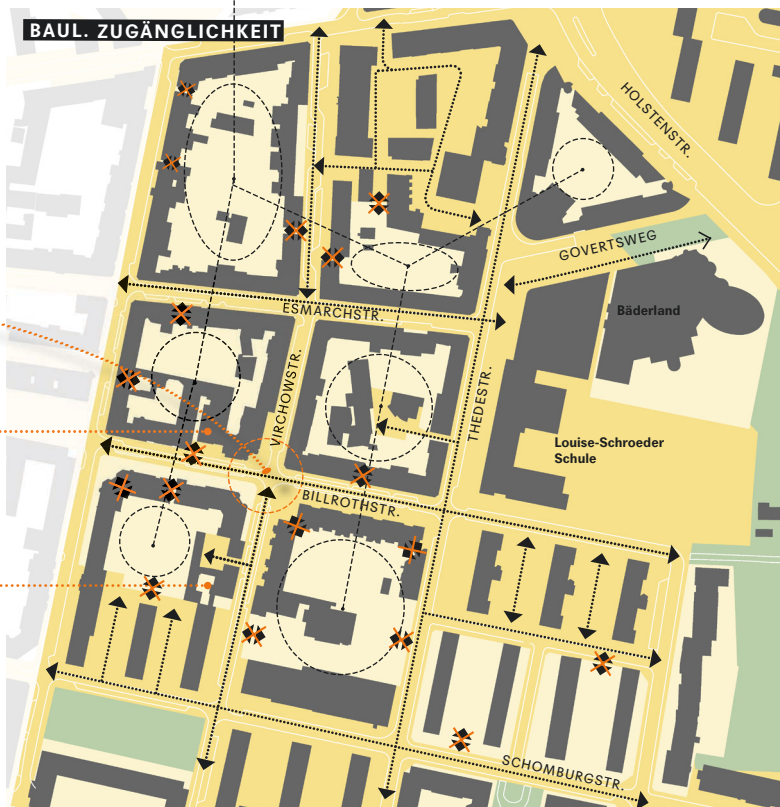 BAUL. ZUGÄNGLICHKEIT
HOLSTENSTR.
GOVERTSWEG
ESMARCHSTR.
Bäderland
VIRCHOWSTR.
THEDESTR.
Louise-Schroeder
Schule
BILLROTHSTR.
SCHOMBURGSTR.